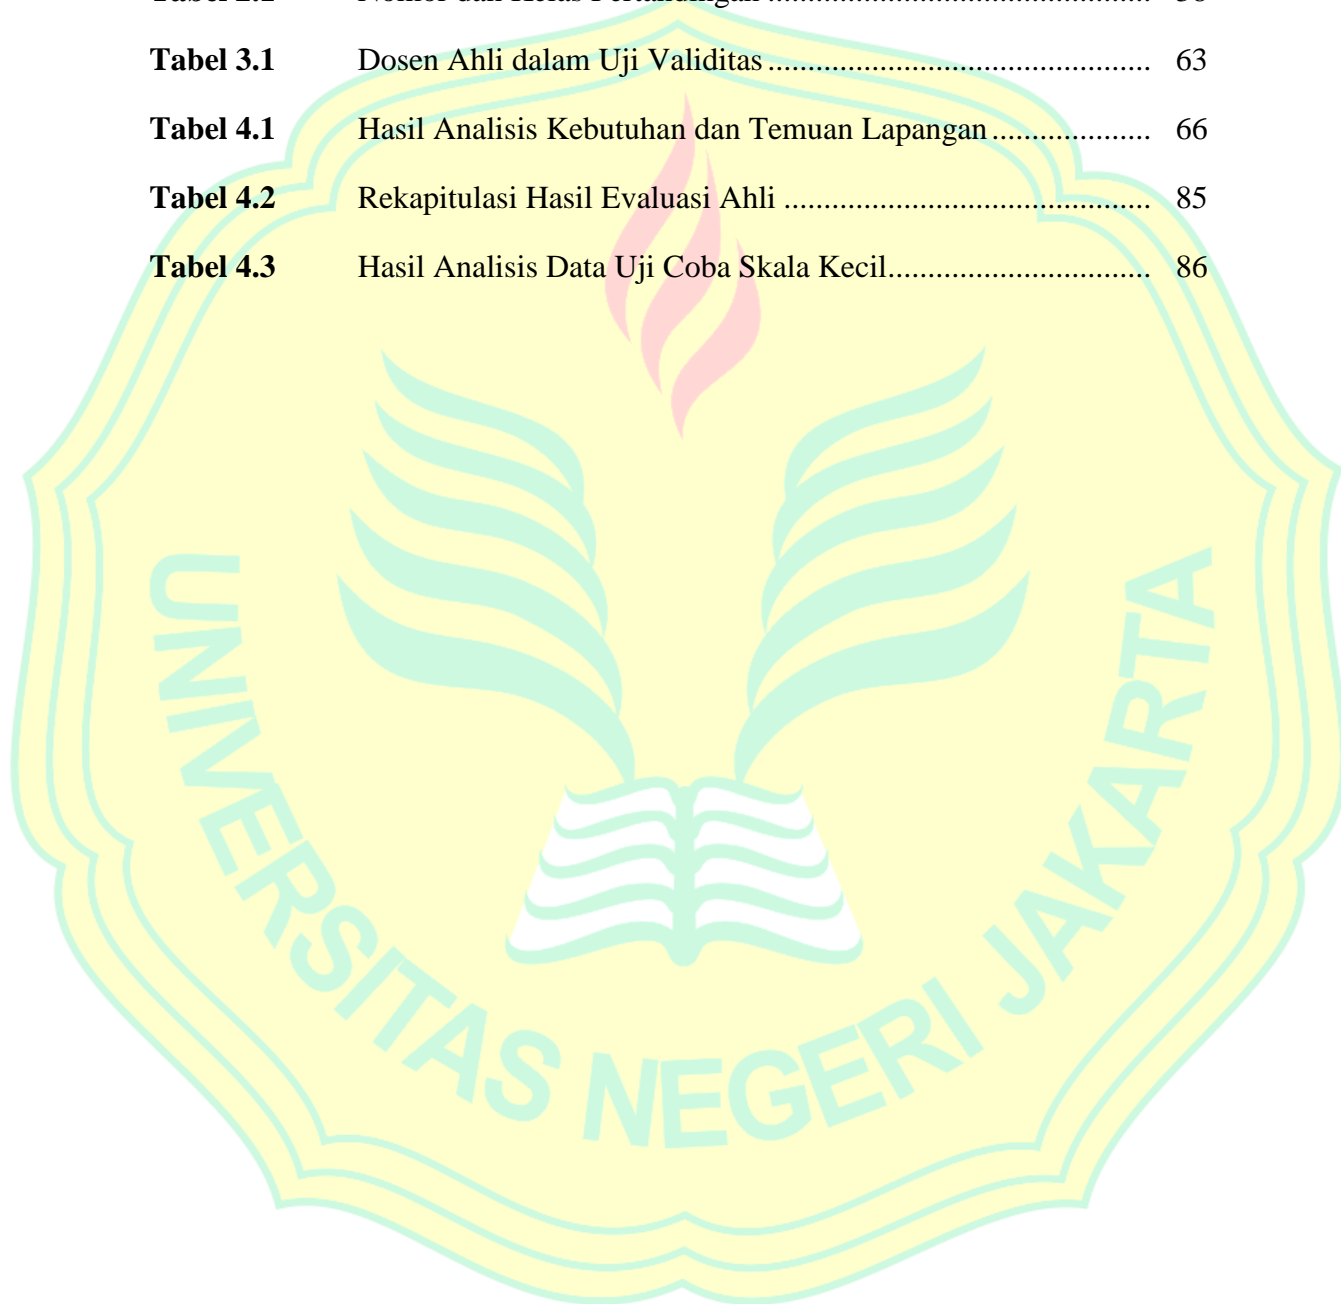 Tabel 3.1 Dosen Ahli dalam Uji Validitas ................................................ 63
Tabel 4.1 Hasil Analisis Kebutuhan dan Temuan Lapangan .................... 66
Tabel 4.2 Rekapitulasi Hasil Evaluasi Ahli .............................................. 85
Tabel 4.3 Hasil Analisis Data Uji Coba Skala Kecil................................. 86
UNIVERSITAS NEGERI JAKARTA